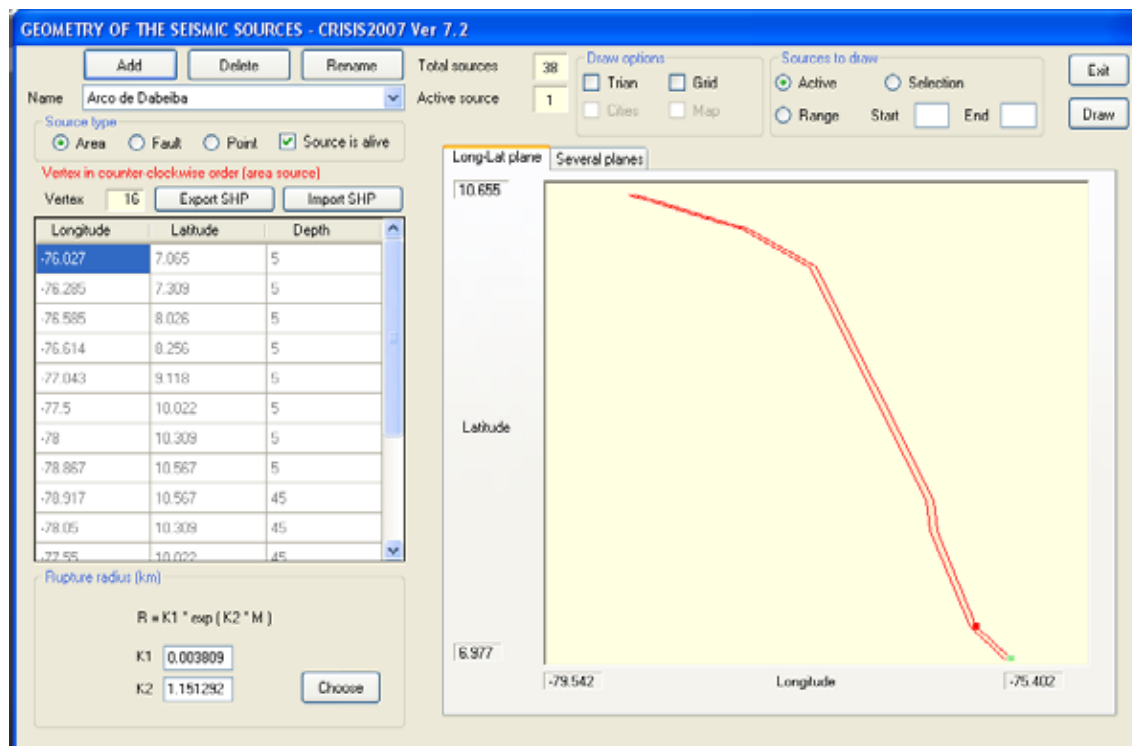 GEOMETRY OF THE SEISMIC SOURCES - CRISIS2007 Ver 7.2
Add Delete Rename
Name Arco de Dabeiba
Source type
Area Fault Point Source is alive
Vertex in counter-clockwise order (area source)
Vertex 16 Export SHP Import SHP
Longitude Latitude Depth
-76.027 7.065 5
-76.285 7.309 5
-76.585 8.026 5
-76.614 8.256 5
-77.043 9.118 5
-77.5 10.022 5
-78 10.309 5
-78.867 10.567 5
-78.917 10.567 45
-78.05 10.309 45
-77.55 10.022 45
Rupture radius (km)
R = K1 * exp ( K2 * M )
K1 0.003809
K2 1.151292
Choose
Total sources 38
Active source 1
Draw options
Trian Grid
Cities Map
Sources to draw
Active Selection
Range Start End
Exit
Draw
Long-Lat plane Several planes
10.655
Latitude
6.977
-79.542 Longitude -75.402